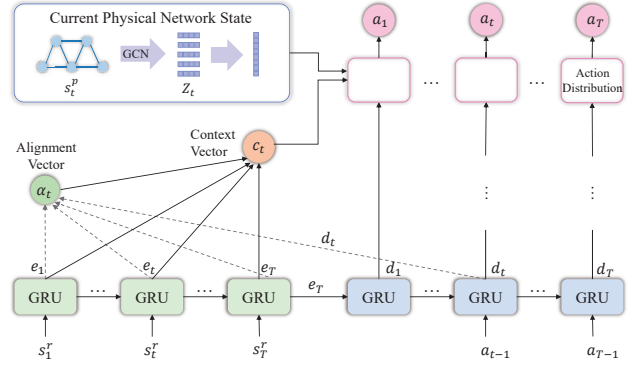 Current Physical Network State
GCN
s_t^p
Z_t
a_1
...
a_t
...
a_T
...
...
Action
Distribution
Alignment
Vector
α_t
Context
Vector
c_t
⋮
⋮
e_1
e_t
e_T
d_t
e_T
d_1
d_t
d_T
GRU
...
GRU
...
GRU
GRU
...
GRU
...
GRU
s_1^r
s_t^r
s_T^r
a_{t-1}
a_{T-1}